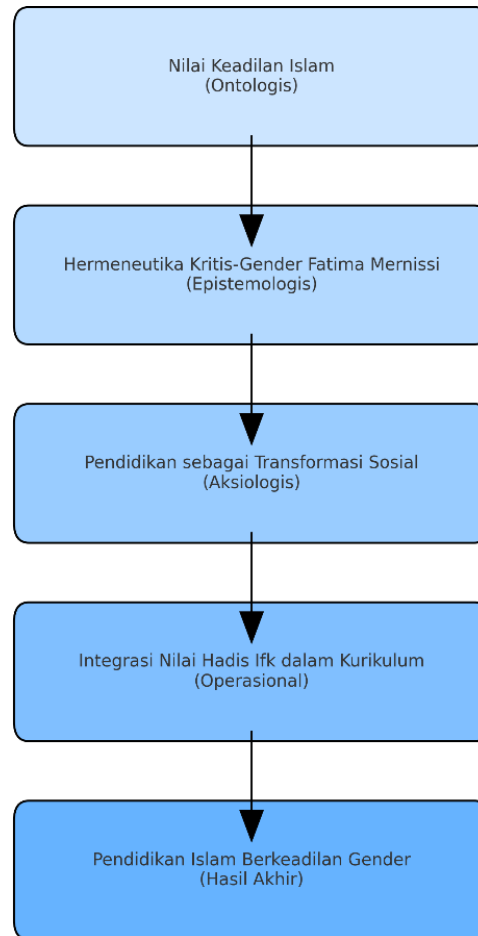 Nilai Keadilan Islam
(Ontologis)
Hermeneutika Kritis-Gender Fatima Mernissi
(Epistemologis)
Pendidikan sebagai Transformasi Sosial
(Aksiologis)
Integrasi Nilai Hadis Ifk dalam Kurikulum
(Operasional)
Pendidikan Islam Berkeadilan Gender
(Hasil Akhir)